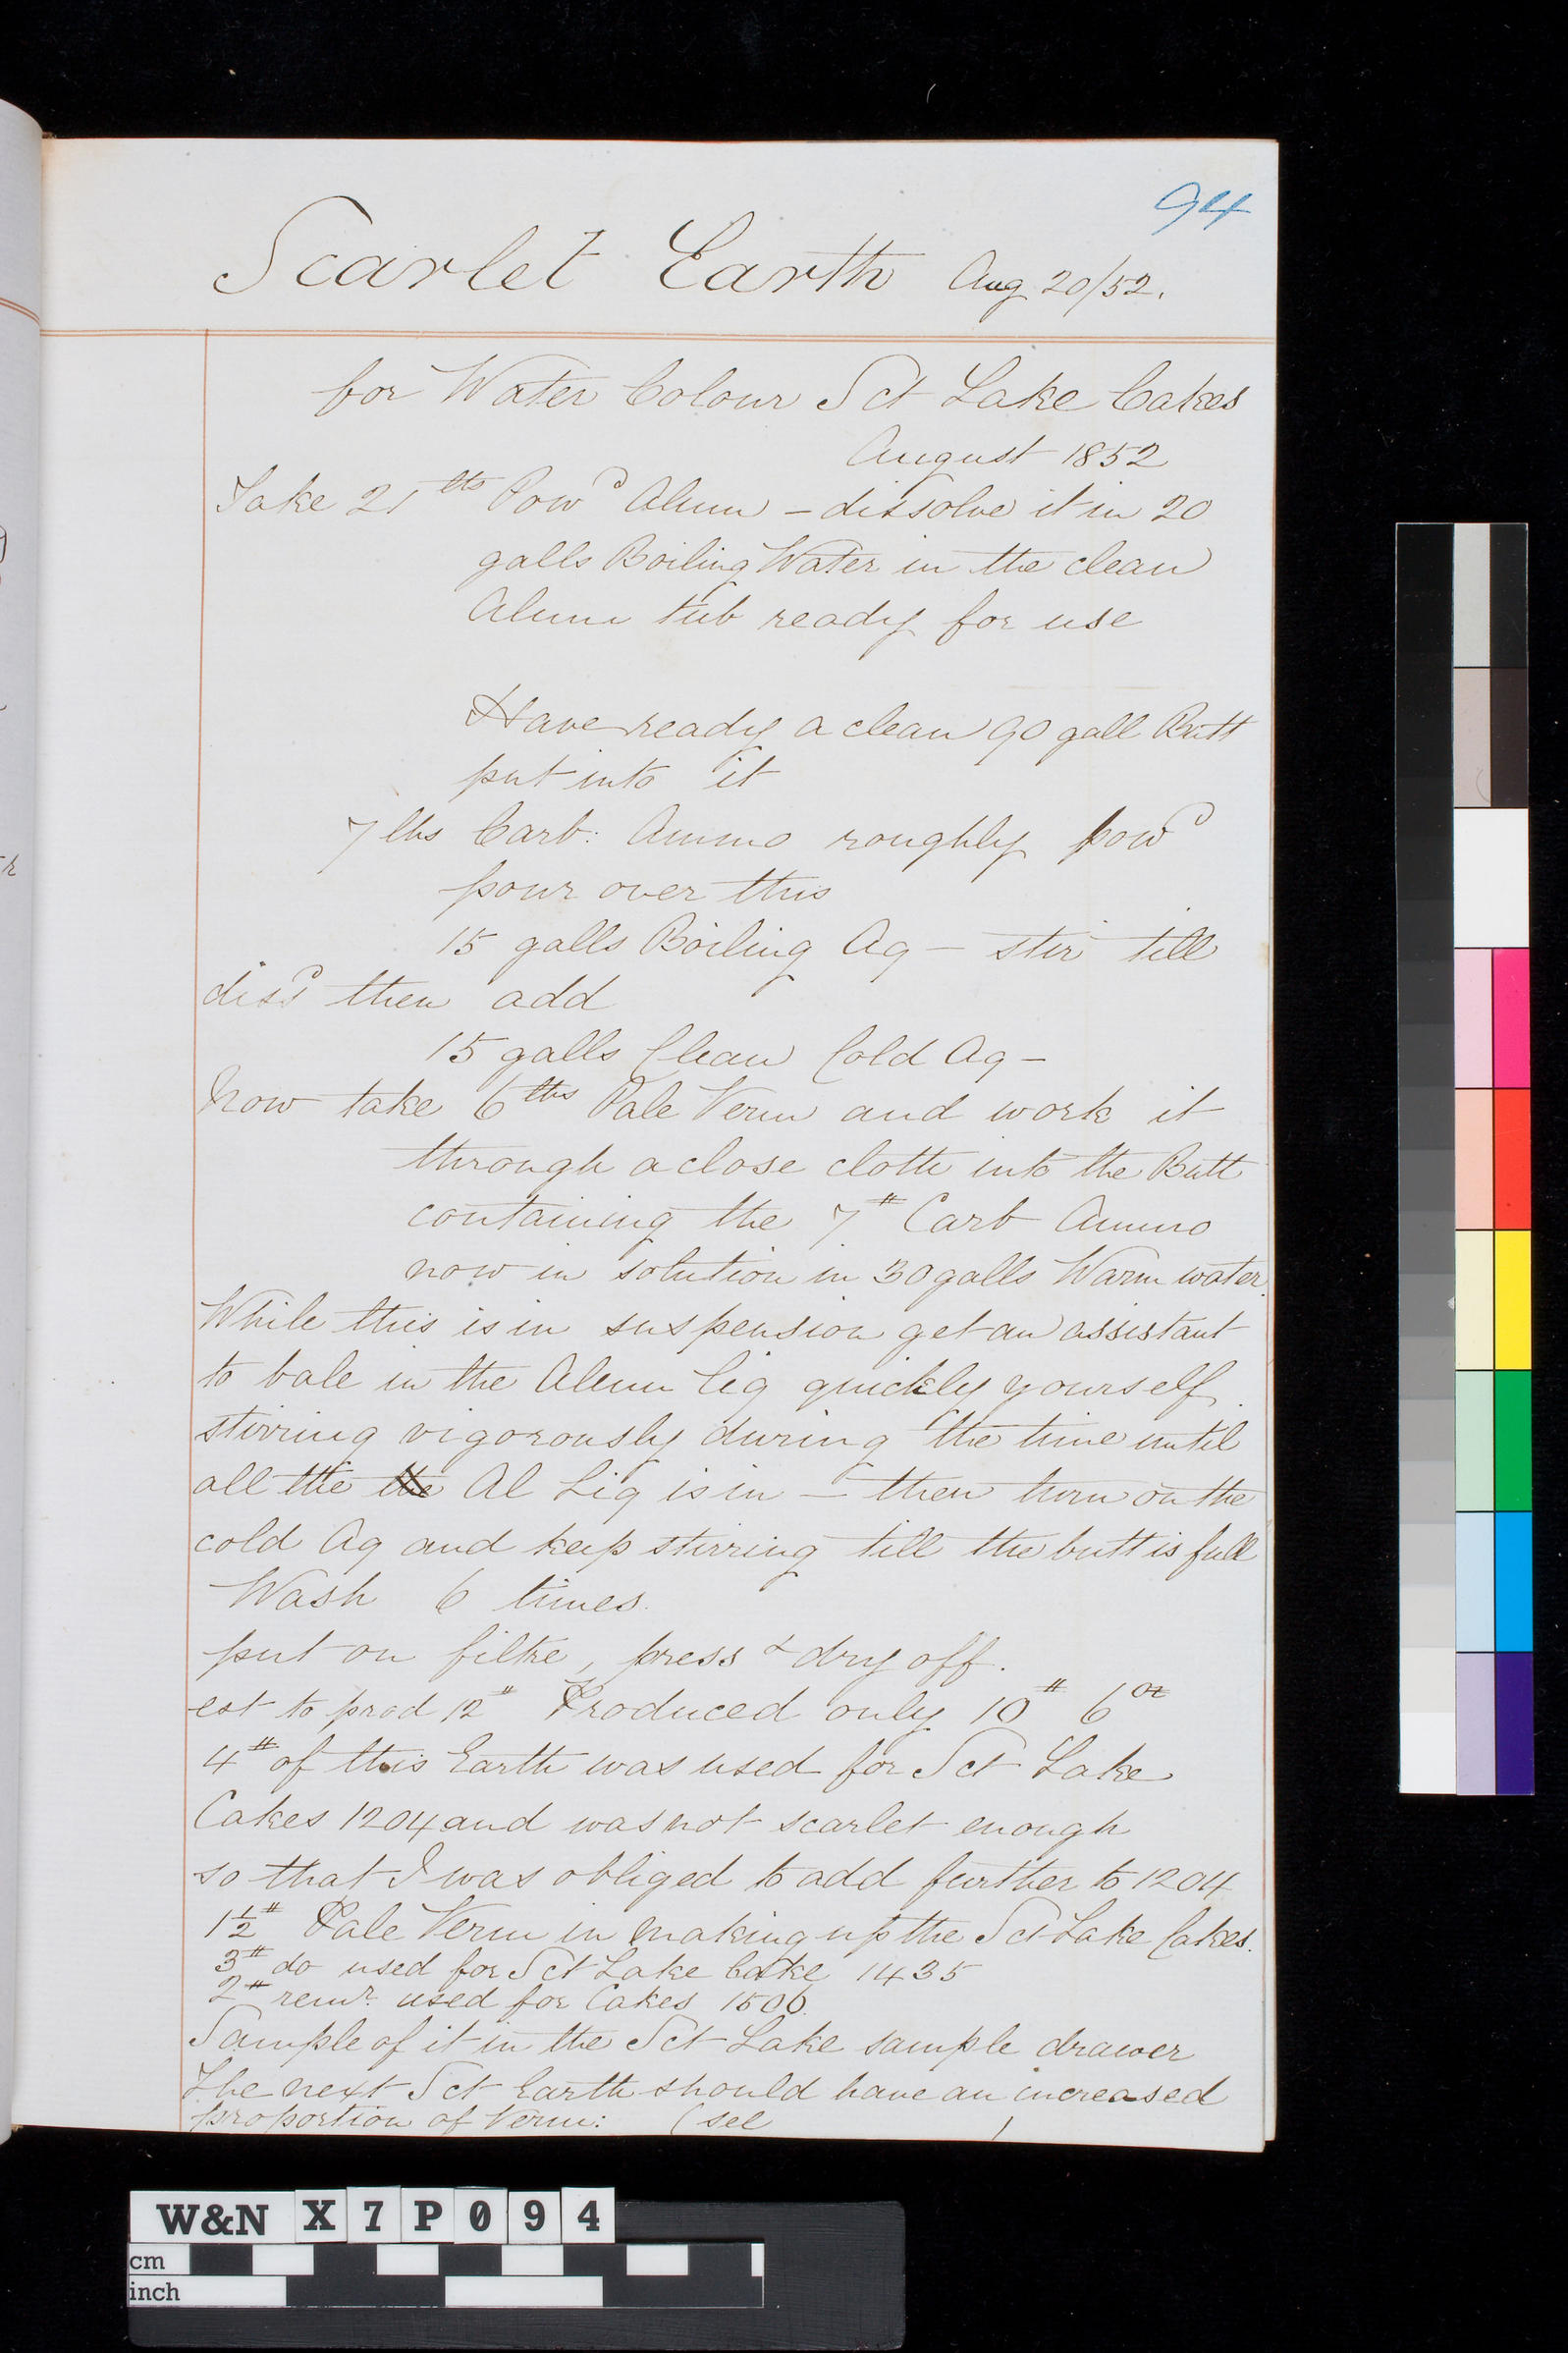 94
Scarlet Earth Aug 20/52.
for Water Colour Sct Lake Cakes
August 1852
Take 21 lbs Powd Alum – dissolve it in 20
galls Boiling Water in the clean
Alum tub ready for use
Have ready a clean 90 gall Butt
put into it
7 lbs Carb: Ammo roughly powd
pour over this
15 galls Boiling Aq – stir till
dissd then add
15 galls Clean Cold Aq –
Now take 6 lbs Pale Verm and work it
through a close cloth into the Butt
containing the 7# Carb Ammo
now in solution in 30 galls Warm water.
While this is in suspension get an assistant
to bale in the Alum Liq quickly yourself
stirring vigorously during the time until
all the the Al Liq is in – then turn on the
cold Aq and keep stirring till the butt is full
Wash 6 times.
put on filtre, press & dry off.
est to prod 12# Produced only 10# 6 oz
4# of this Earth was used for Sct Lake
Cakes 1204 and was not scarlet enough
so that I was obliged to add further to 1204
1½# Pale Verm in making up the Sct Lake Cakes.
3# do used for Sct Lake Cake 1435
2# remr. used for Cakes 1506
Sample of it in the Sct Lake sample drawer
The next Sct Earth should have an increased
proportion of Verm: (see )
W&N X7P094
cm
inch